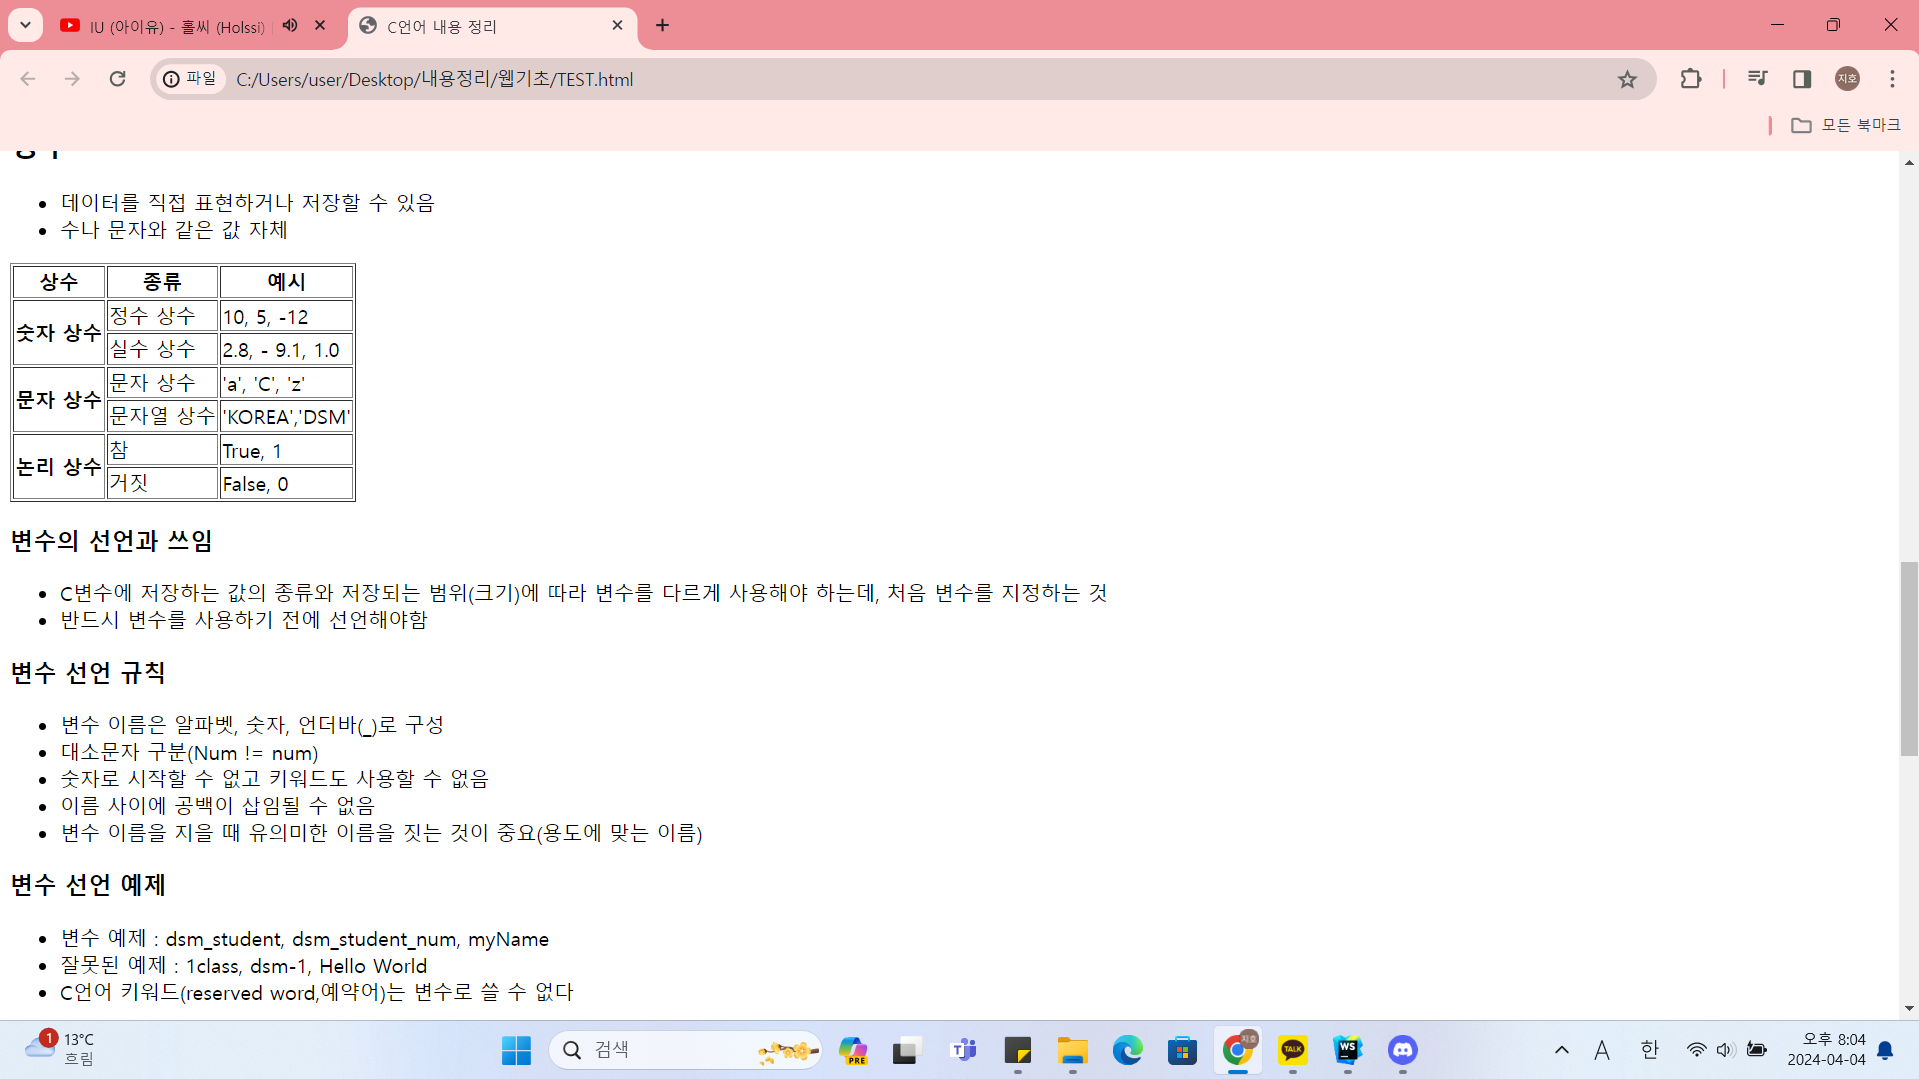 IU (아이유) - 홀씨 (Holssi)
C언어 내용 정리
파일
C:/Users/user/Desktop/내용정리/웹기초/TEST.html
지호
모든 북마크
데이터를 직접 표현하거나 저장할 수 있음
수나 문자와 같은 값 자체
상수 종류 예시
숫자 상수 정수 상수 10, 5, -12
실수 상수 2.8, - 9.1, 1.0
문자 상수 문자 상수 'a', 'C', 'z'
문자열 상수 'KOREA','DSM'
논리 상수 참 True, 1
거짓 False, 0
변수의 선언과 쓰임
C변수에 저장하는 값의 종류와 저장되는 범위(크기)에 따라 변수를 다르게 사용해야 하는데, 처음 변수를 지정하는 것
반드시 변수를 사용하기 전에 선언해야함
변수 선언 규칙
변수 이름은 알파벳, 숫자, 언더바(_)로 구성
대소문자 구분(Num != num)
숫자로 시작할 수 없고 키워드도 사용할 수 없음
이름 사이에 공백이 삽임될 수 없음
변수 이름을 지을 때 유의미한 이름을 짓는 것이 중요(용도에 맞는 이름)
변수 선언 예제
변수 예제 : dsm_student, dsm_student_num, myName
잘못된 예제 : 1class, dsm-1, Hello World
C언어 키워드(reserved word,예약어)는 변수로 쓸 수 없다
1
13°C
흐림
검색
PRE
지호
TALK
WS
A
한
오후 8:04
2024-04-04